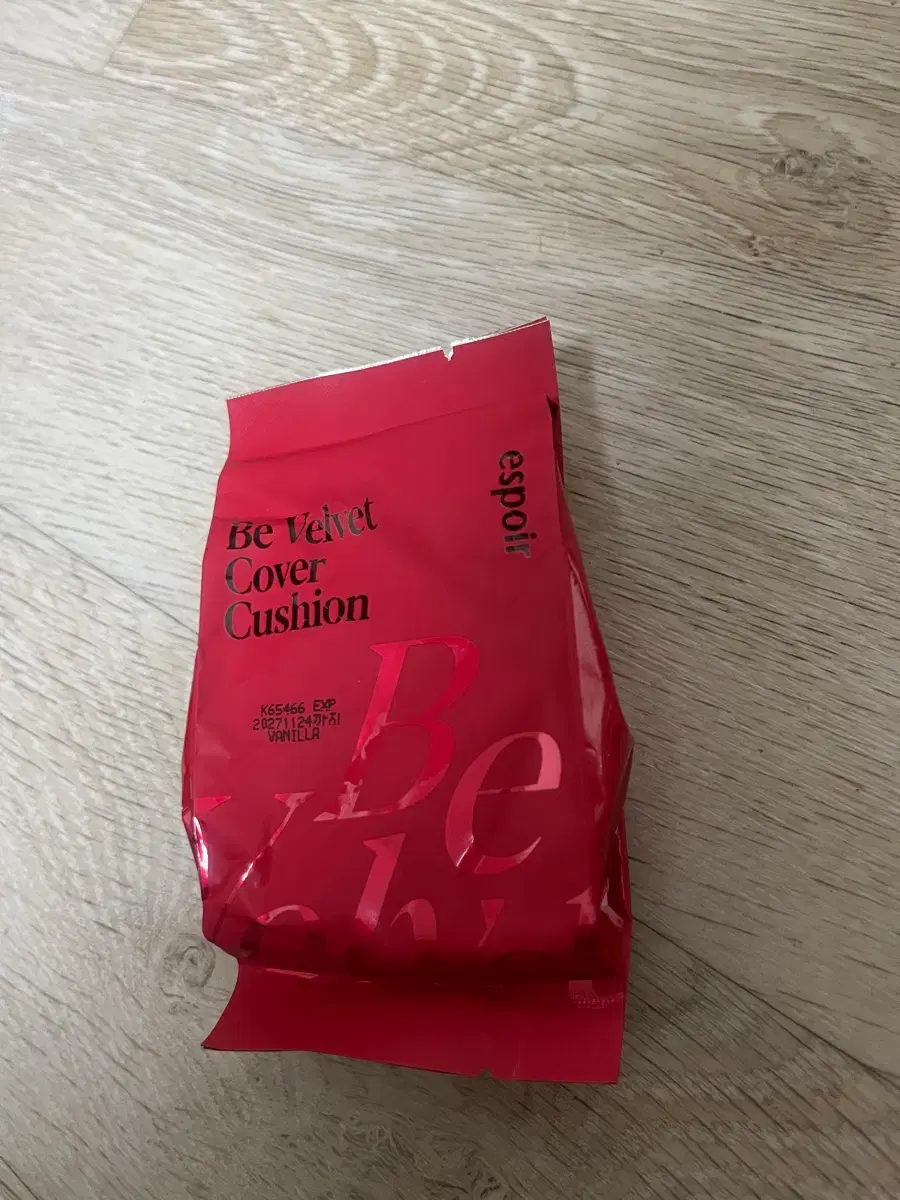 espoir
Be Velvet
Cover
Cushion
K65466 EXP
20271124까지
VANILLA
Be
Velvet